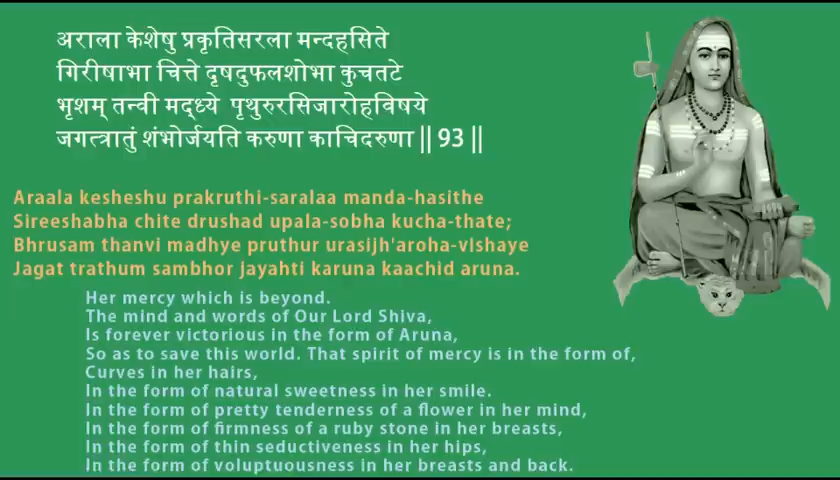 अराला केशेषु प्रकृतिसरला मन्दहसिते
गिरीषाभा चित्ते दृषदुफलशोभा कुचतटे
भृशम् तन्वी मद्ध्ये पृथुरुरसिजारोहविषये
जगत्त्रातुं शंभोर्जयति करुणा काचिदरुणा || 93 ||
Araala kesheshu prakruthi-saralaa manda-hasithe
Sireeshabha chite drushad upala-sobha kucha-thate;
Bhrusam thanvi madhye pruthur urasijh'aroha-vishaye
Jagat trathum sambhor jayahti karuna kaachid aruna.
Her mercy which is beyond.
The mind and words of Our Lord Shiva,
Is forever victorious in the form of Aruna,
So as to save this world. That spirit of mercy is in the form of,
Curves in her hairs,
In the form of natural sweetness in her smile.
In the form of pretty tenderness of a flower in her mind,
In the form of firmness of a ruby stone in her breasts,
In the form of thin seductiveness in her hips,
In the form of voluptuousness in her breasts and back.